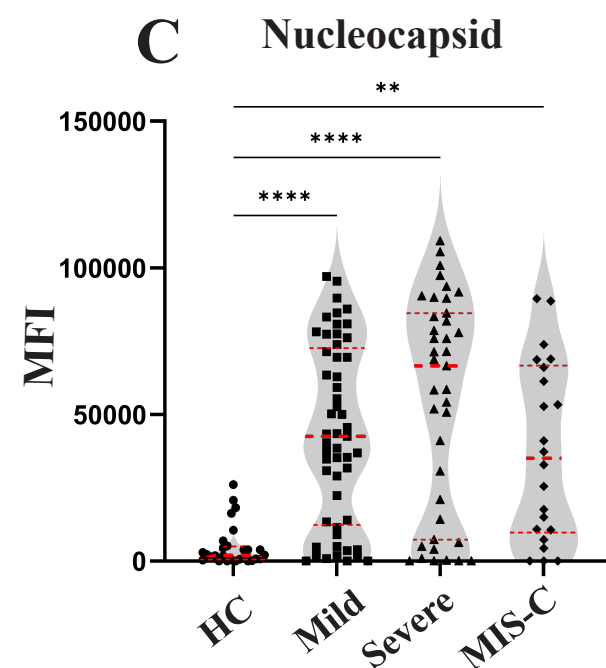 C Nucleocapsid
**
150000
****
****
100000
MFI
50000
0
HC Mild Severe MIS-C